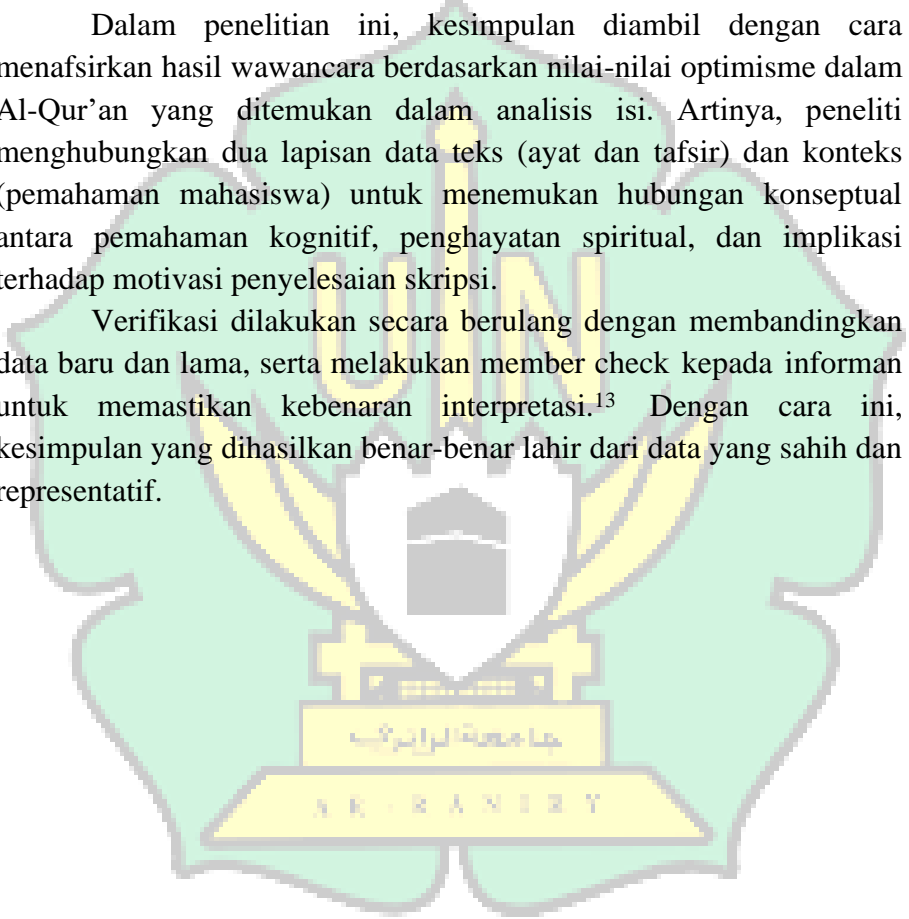 Dalam penelitian ini, kesimpulan diambil dengan cara
menafsirkan hasil wawancara berdasarkan nilai-nilai optimisme dalam
Al-Qur’an yang ditemukan dalam analisis isi. Artinya, peneliti
menghubungkan dua lapisan data teks (ayat dan tafsir) dan konteks
(pemahaman mahasiswa) untuk menemukan hubungan konseptual
antara pemahaman kognitif, penghayatan spiritual, dan implikasi
terhadap motivasi penyelesaian skripsi.
Verifikasi dilakukan secara berulang dengan membandingkan
data baru dan lama, serta melakukan member check kepada informan
untuk memastikan kebenaran interpretasi.¹³ Dengan cara ini,
kesimpulan yang dihasilkan benar-benar lahir dari data yang sahih dan
representatif.
UIN
جامعة الرانري
AR-RANIRY